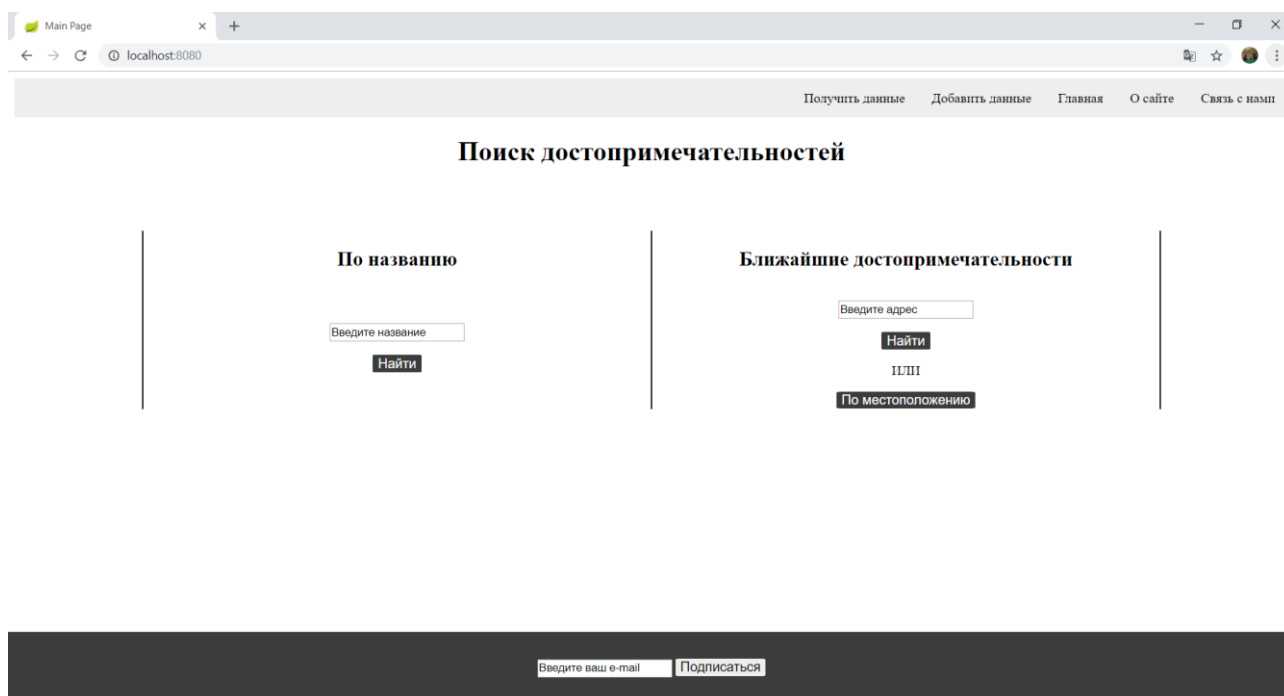 Main Page
localhost:8080
Получить данные Добавить данные Главная О сайте Связь с нами
Поиск достопримечательностей
По названию
Введите название
Найти
Ближайшие достопримечательности
Введите адрес
Найти
или
По местоположению
Введите ваш e-mail Подписаться